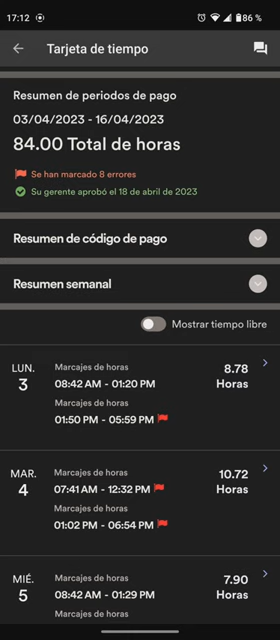 17:12
86 %
Tarjeta de tiempo
Resumen de periodos de pago
03/04/2023 - 16/04/2023
84.00 Total de horas
Se han marcado 8 errores
Su gerente aprobó el 18 de abril de 2023
Resumen de código de pago
Resumen semanal
Mostrar tiempo libre
LUN.
3
Marcajes de horas
08:42 AM - 01:20 PM
Marcajes de horas
01:50 PM - 05:59 PM
8.78
Horas
MAR.
4
Marcajes de horas
07:41 AM - 12:32 PM
Marcajes de horas
01:02 PM - 06:54 PM
10.72
Horas
MIÉ.
5
Marcajes de horas
08:42 AM - 01:29 PM
Marcajes de horas
7.90
Horas